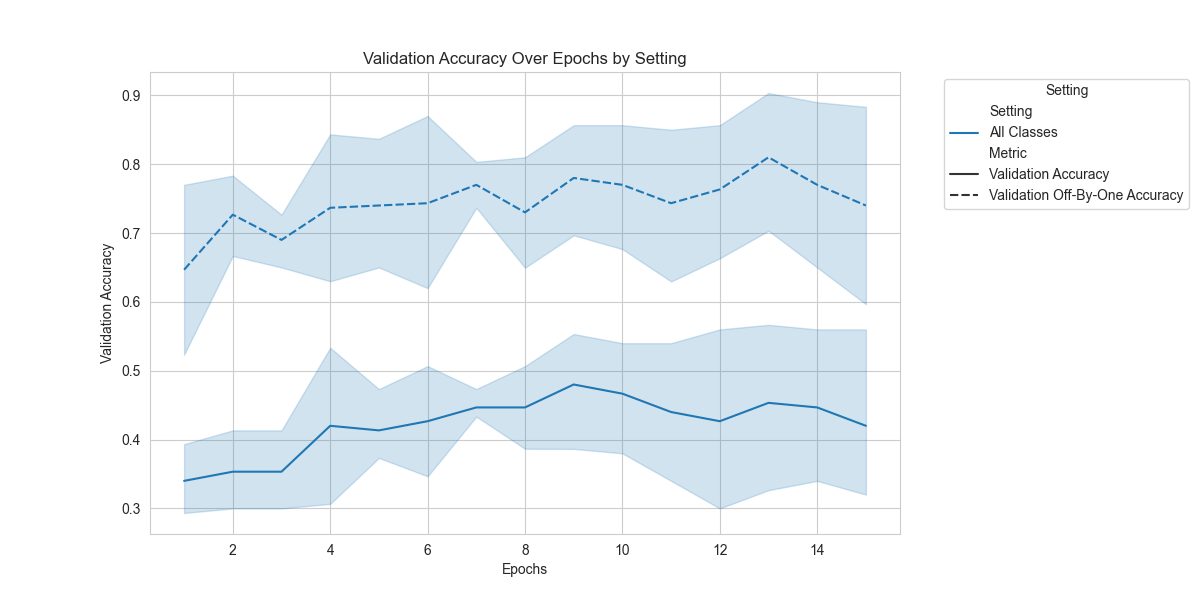 Validation Accuracy Over Epochs by Setting
0.9
0.8
0.7
0.6
0.5
0.4
0.3
Validation Accuracy
2 4 6 8 10 12 14
Epochs
Setting
Setting
All Classes
Metric
Validation Accuracy
Validation Off-By-One Accuracy